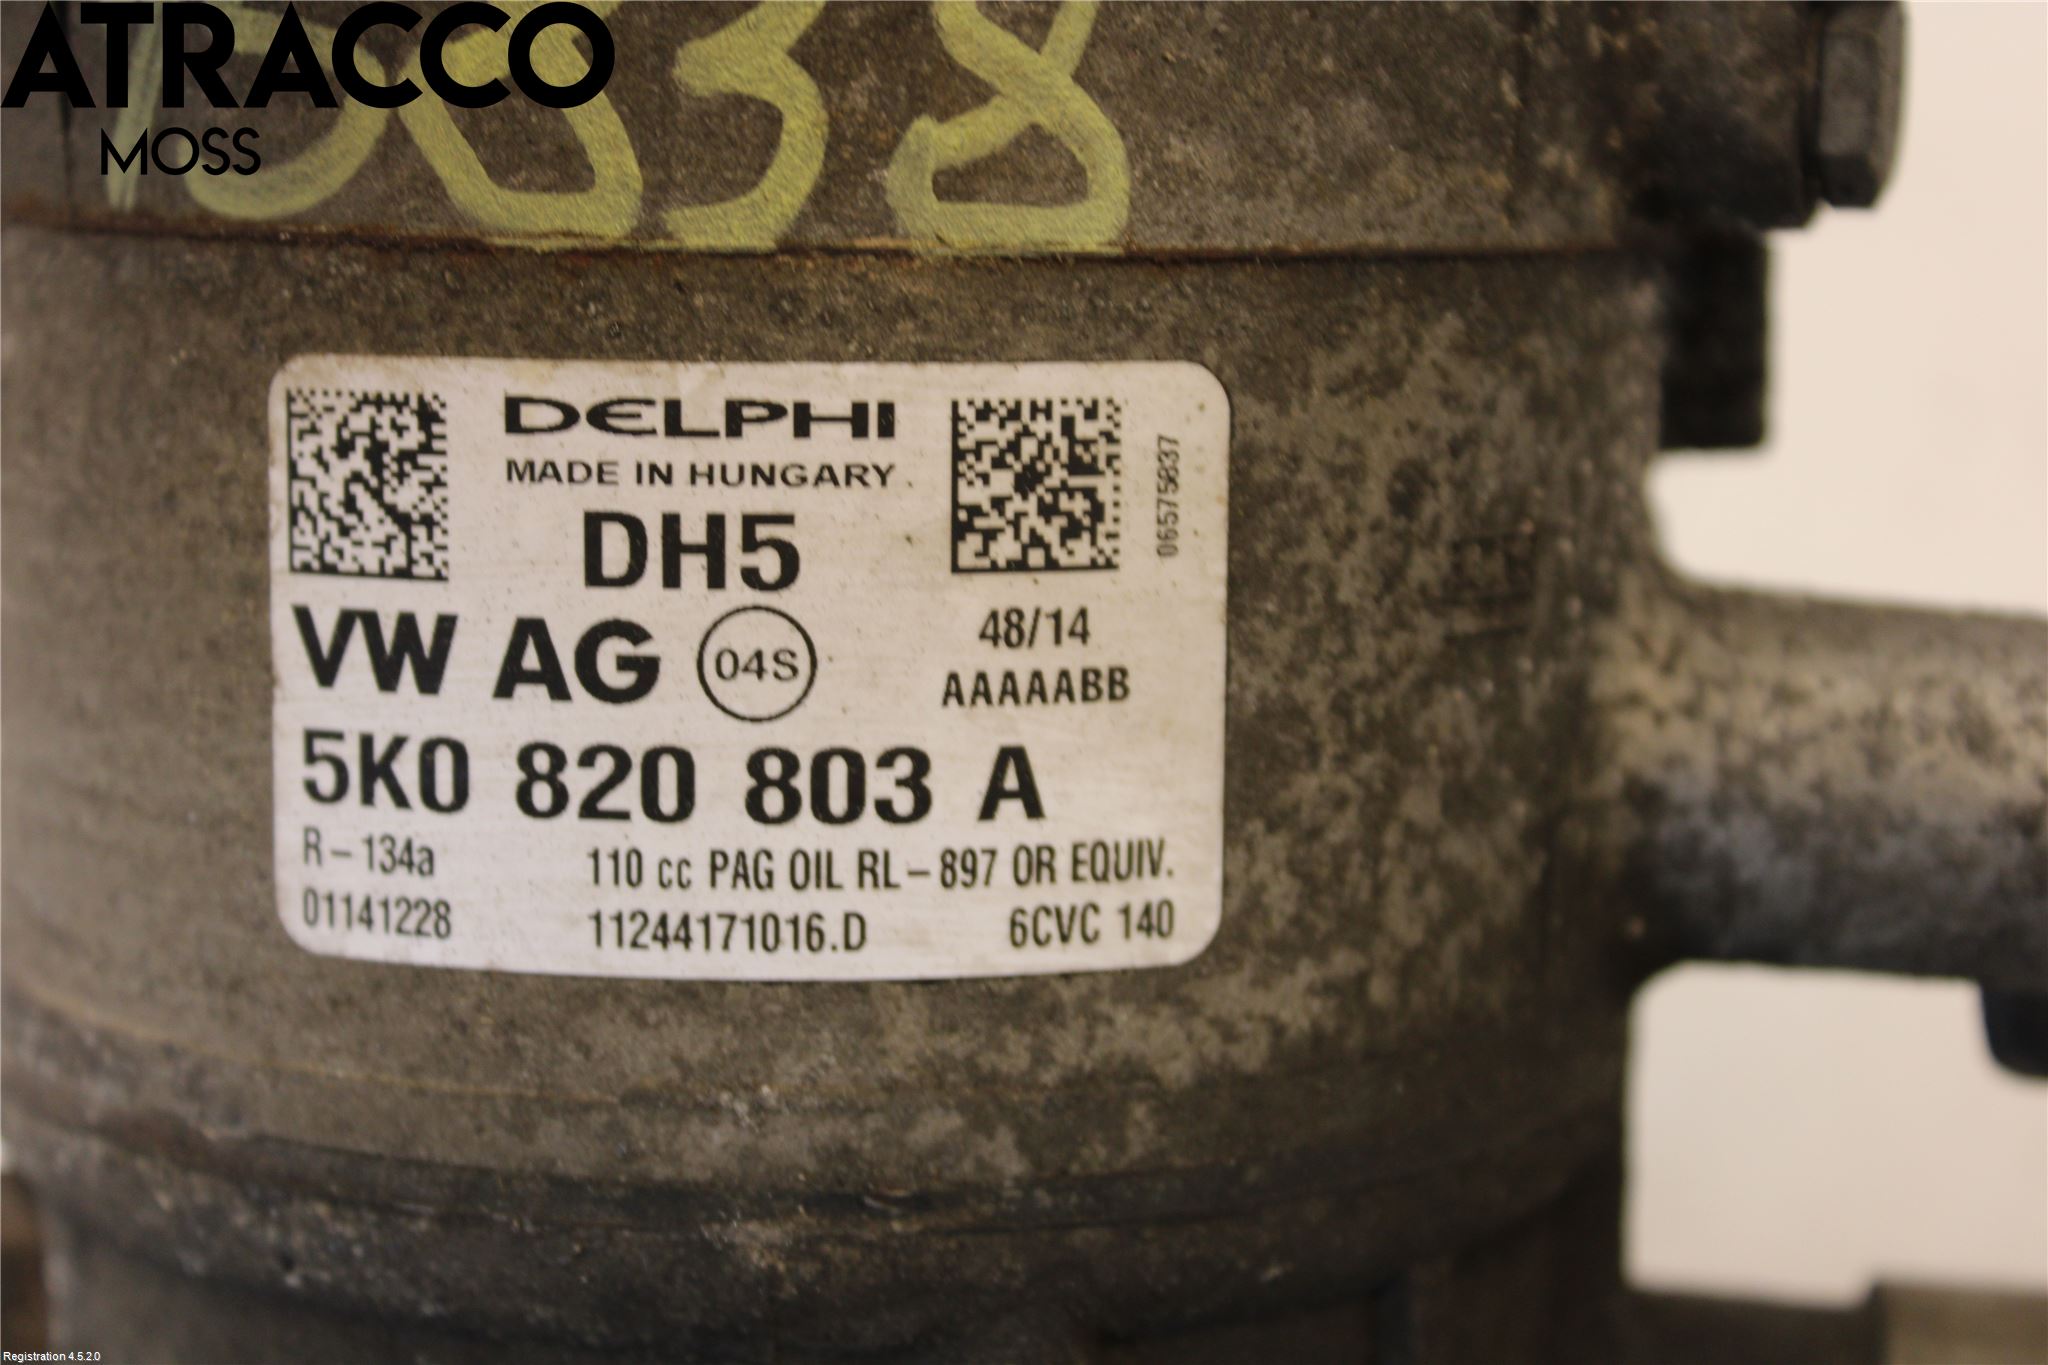 ATRACCO
MOSS
DELPHI
MADE IN HUNGARY
DH5
0657575837
VW AG 04S
48/14
AAAAABB
5K0 820 803 A
R-134a
110 cc PAG OIL RL-897 OR EQUIV.
01141228
11244171016.D
6CVC 140
Registration 4.5.2.0